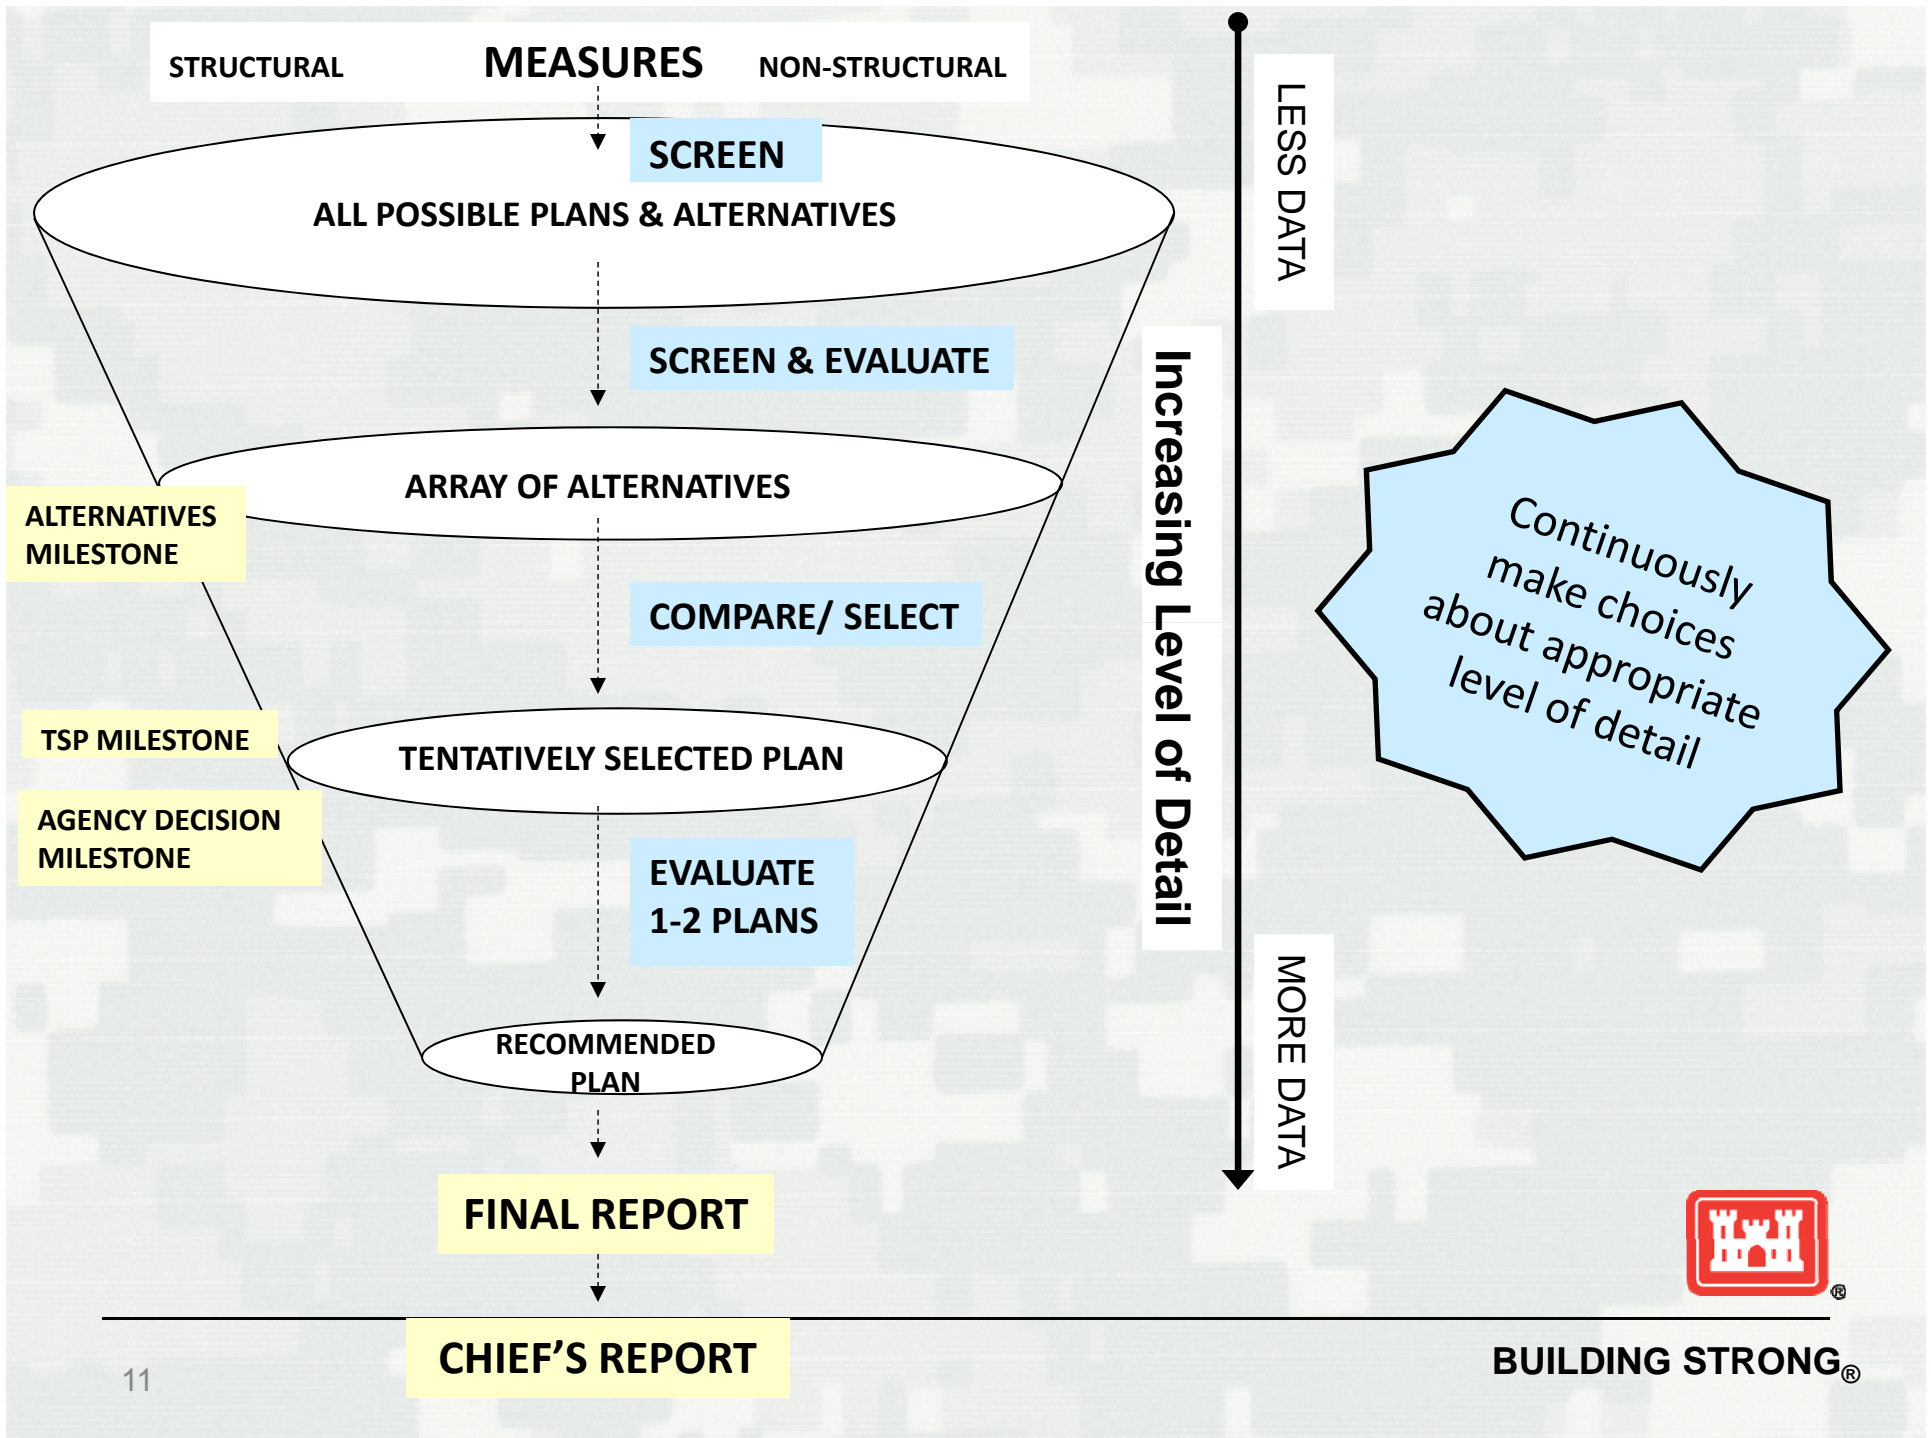 STRUCTURAL MEASURES NON-STRUCTURAL
SCREEN
ALL POSSIBLE PLANS & ALTERNATIVES
SCREEN & EVALUATE
ARRAY OF ALTERNATIVES
ALTERNATIVES
MILESTONE
COMPARE/ SELECT
TSP MILESTONE
TENTATIVELY SELECTED PLAN
AGENCY DECISION
MILESTONE
EVALUATE
1-2 PLANS
RECOMMENDED
PLAN
FINAL REPORT
CHIEF’S REPORT
LESS DATA
Increasing Level of Detail
MORE DATA
Continuously
make choices
about appropriate
level of detail
®
BUILDING STRONG®
11